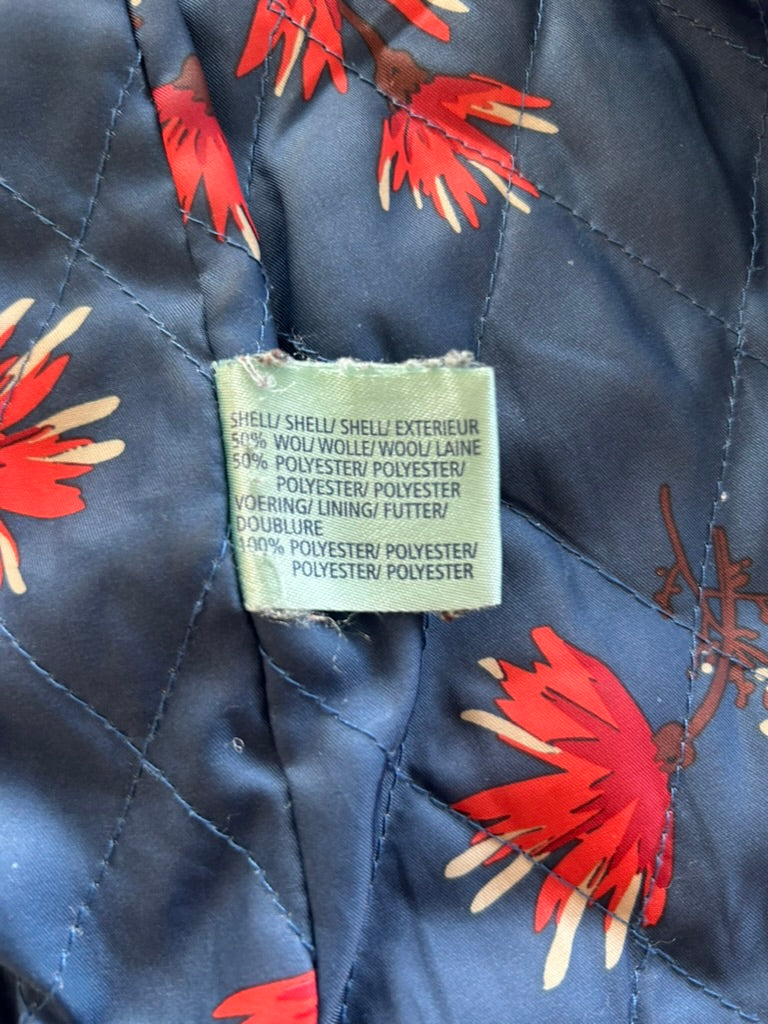 SHELL/ SHELL/ SHELL/ EXTERIEUR
50% WOL/ WOLLE/ WOOL/ LAINE
50% POLYESTER/ POLYESTER/
POLYESTER/ POLYESTER
VOERING/ LINING/ FUTTER/
DOUBLURE
100% POLYESTER/ POLYESTER/
POLYESTER/ POLYESTER